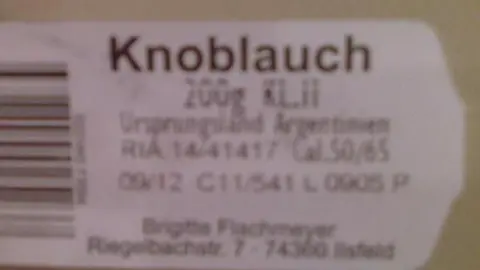 Knoblauch
200g KL.II
Ursprungsland Argentinien
RIA 14/41417 Cal.50/65
09/12 C11/541 L 0905 P
Brigitte Flachmeyer
Riegelbachstr. 7 - 74360 Ilsfeld